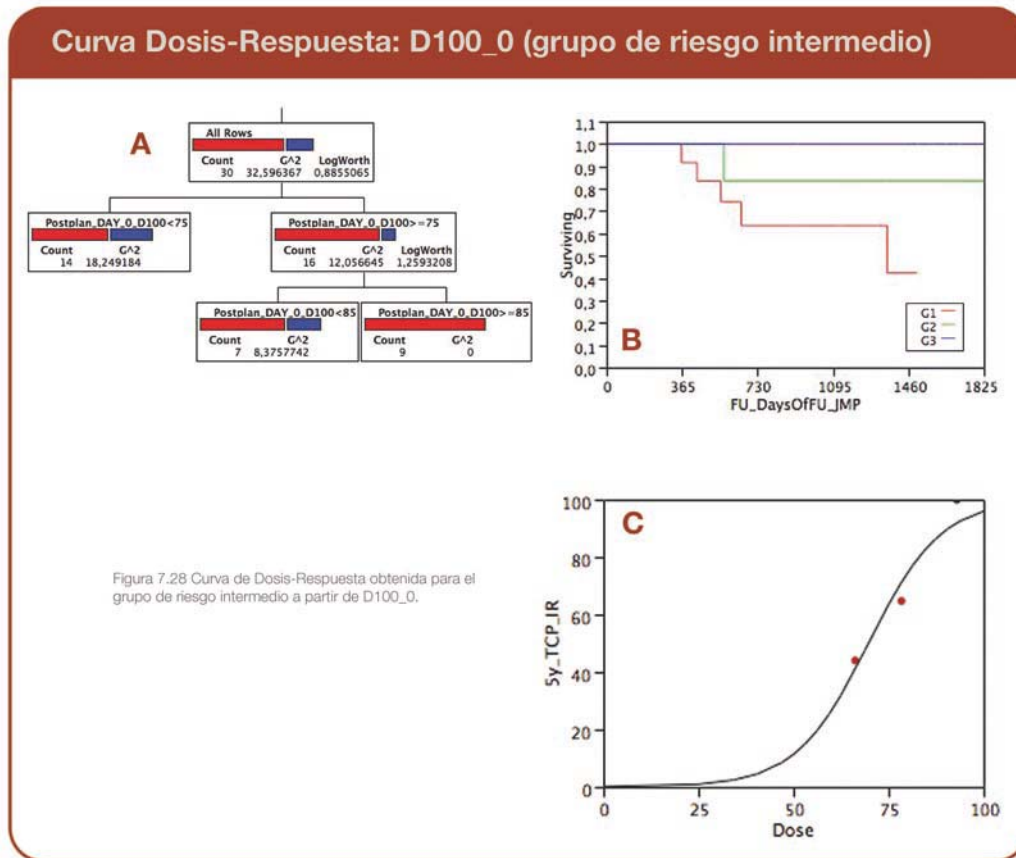 Curva Dosis-Respuesta: D100_0 (grupo de riesgo intermedio)
A
All Rows
Count G^2 LogWorth
30 32,596367 0,8855065
Postplan_DAY_0_D100<75
Count G^2
14 18,249184
Postplan_DAY_0_D100>=75
Count G^2 LogWorth
16 12,056645 1,2593208
Postplan_DAY_0_D100<85
Count G^2
7 8,3757742
Postplan_DAY_0_D100>=85
Count G^2
9 0
B
Surviving
1,1
1,0
0,9
0,8
0,7
0,6
0,5
0,4
0,3
0,2
0,1
0,0
0 365 730 1095 1460 1825
FU_DaysOfFU_JMP
G1
G2
G3
Figura 7.28 Curva de Dosis-Respuesta obtenida para el
grupo de riesgo intermedio a partir de D100_0.
C
5y_TCP_IR
100
80
60
40
20
0
0 25 50 75 100
Dose